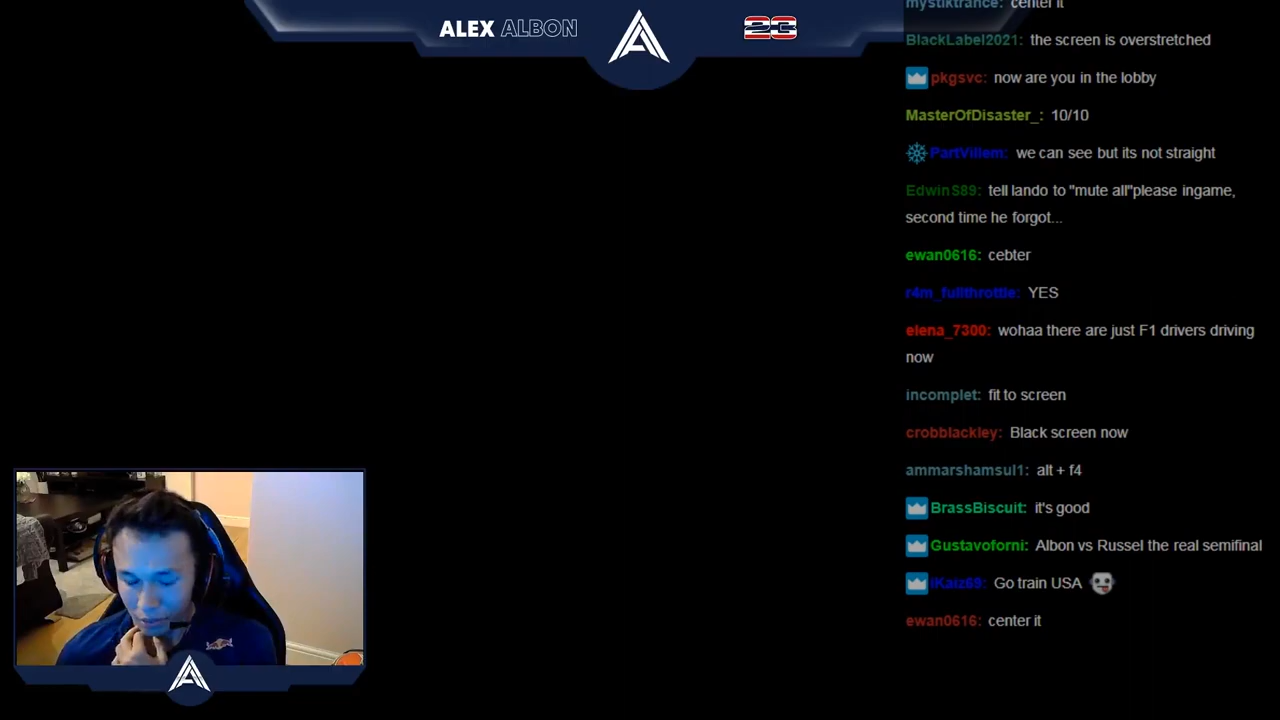 ALEX ALBON
23
mystiktrance: center it
BlackLabel2021: the screen is overstretched
pkgsvc: now are you in the lobby
MasterOfDisaster_: 10/10
PartVillem: we can see but its not straight
EdwinS89: tell lando to "mute all"please ingame,
second time he forgot...
ewan0616: cebter
r4m_fullthrottle: YES
elena_7300: wohaa there are just F1 drivers driving
now
incomplet: fit to screen
crobblackley: Black screen now
ammarshamsul1: alt + f4
BrassBiscuit: it's good
Gustavoforni: Albon vs Russel the real semifinal
iKaiz69: Go train USA
ewan0616: center it